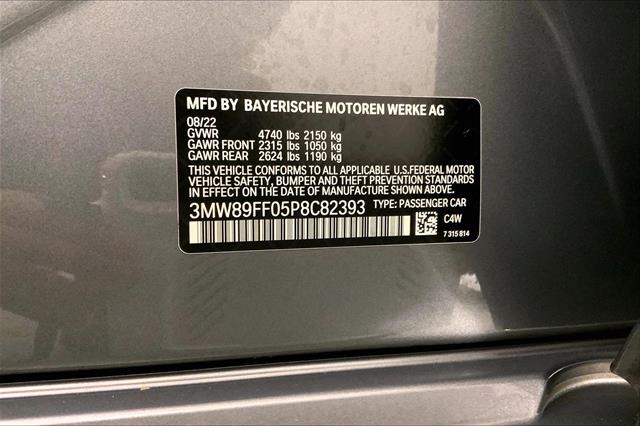 MFD BY BAYERISCHE MOTOREN WERKE AG
08/22
GVWR 4740 lbs 2150 kg
GAWR FRONT 2315 lbs 1050 kg
GAWR REAR 2624 lbs 1190 kg
THIS VEHICLE CONFORMS TO ALL APPLICABLE U.S.FEDERAL MOTOR
VEHICLE SAFETY, BUMPER, AND THEFT PREVENTION STANDARDS
IN EFFECT ON THE DATE OF MANUFACTURE SHOWN ABOVE.
3MW89FF05P8C82393 TYPE: PASSENGER CAR
C4W
7 315 814